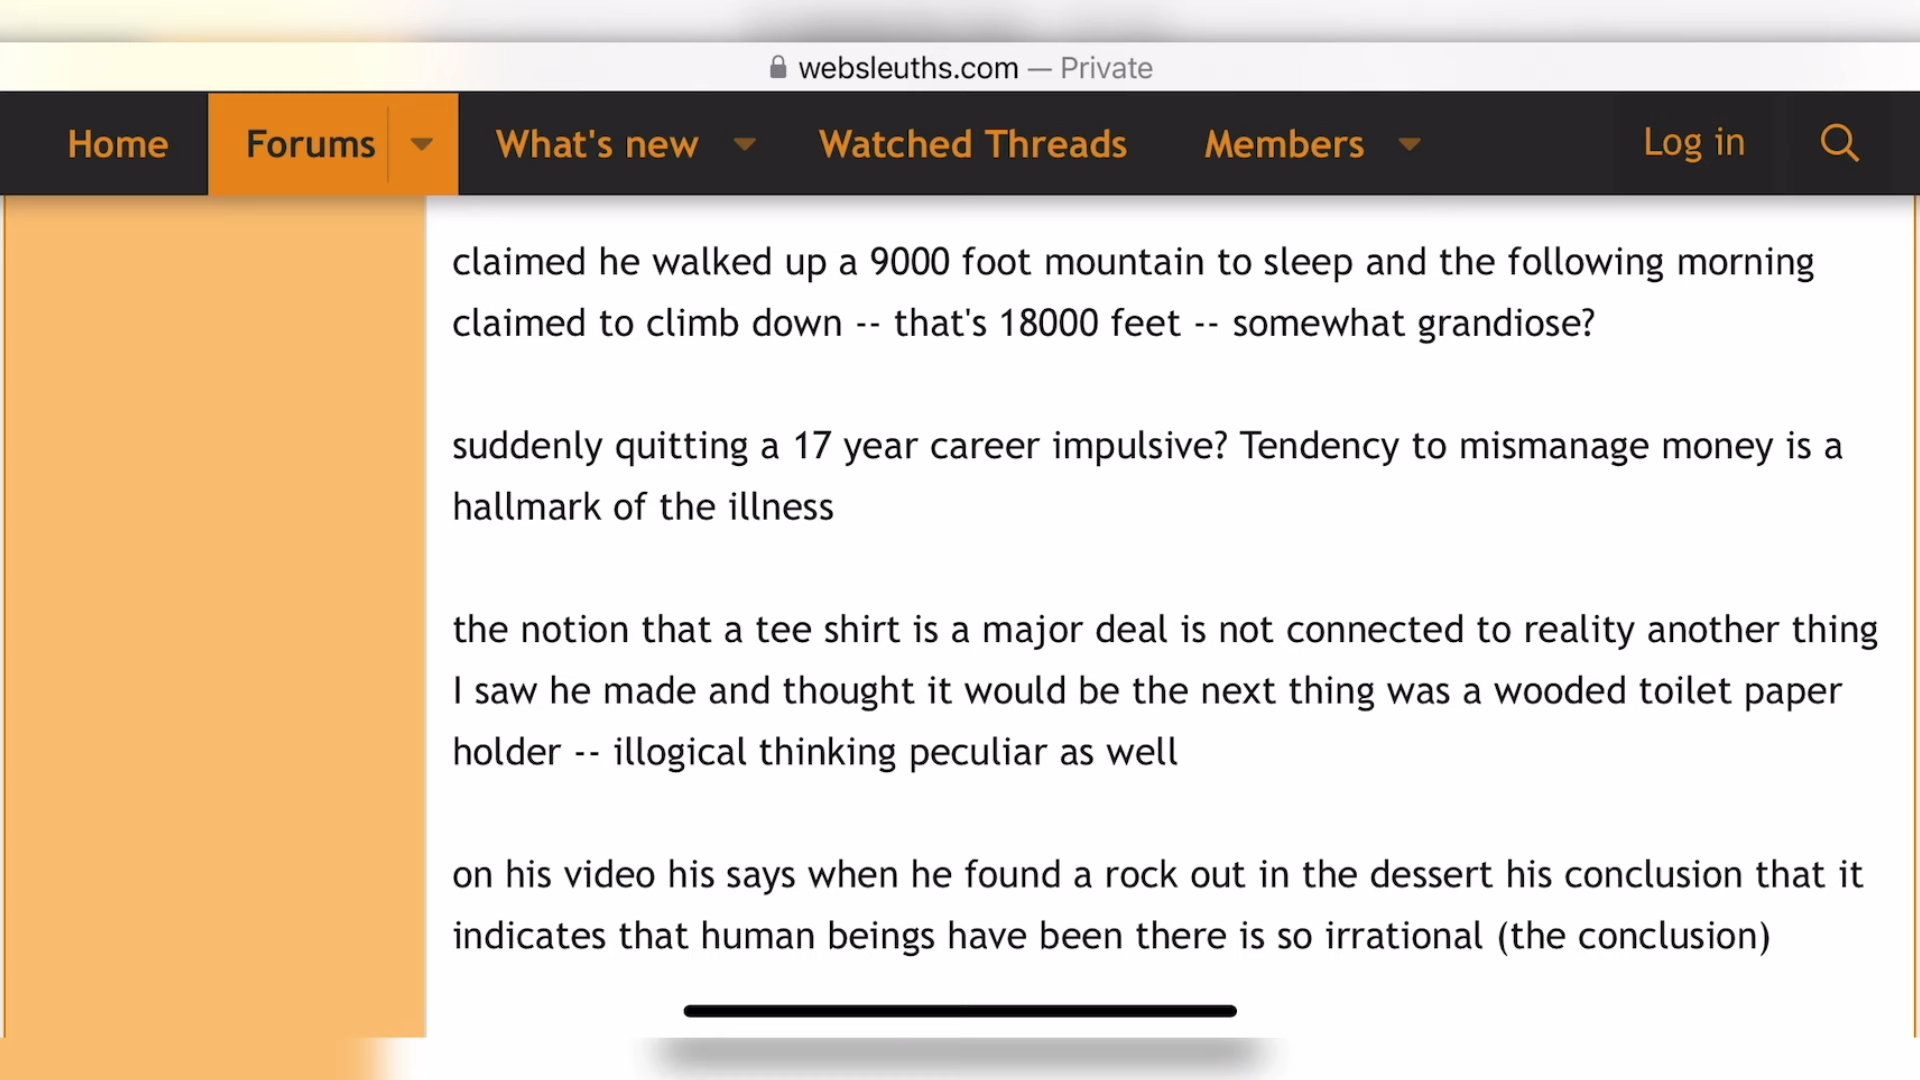 websleuths.com — Private
Home Forums What's new Watched Threads Members Log in
claimed he walked up a 9000 foot mountain to sleep and the following morning
claimed to climb down -- that's 18000 feet -- somewhat grandiose?
suddenly quitting a 17 year career impulsive? Tendency to mismanage money is a
hallmark of the illness
the notion that a tee shirt is a major deal is not connected to reality another thing
I saw he made and thought it would be the next thing was a wooded toilet paper
holder -- illogical thinking peculiar as well
on his video his says when he found a rock out in the dessert his conclusion that it
indicates that human beings have been there is so irrational (the conclusion)